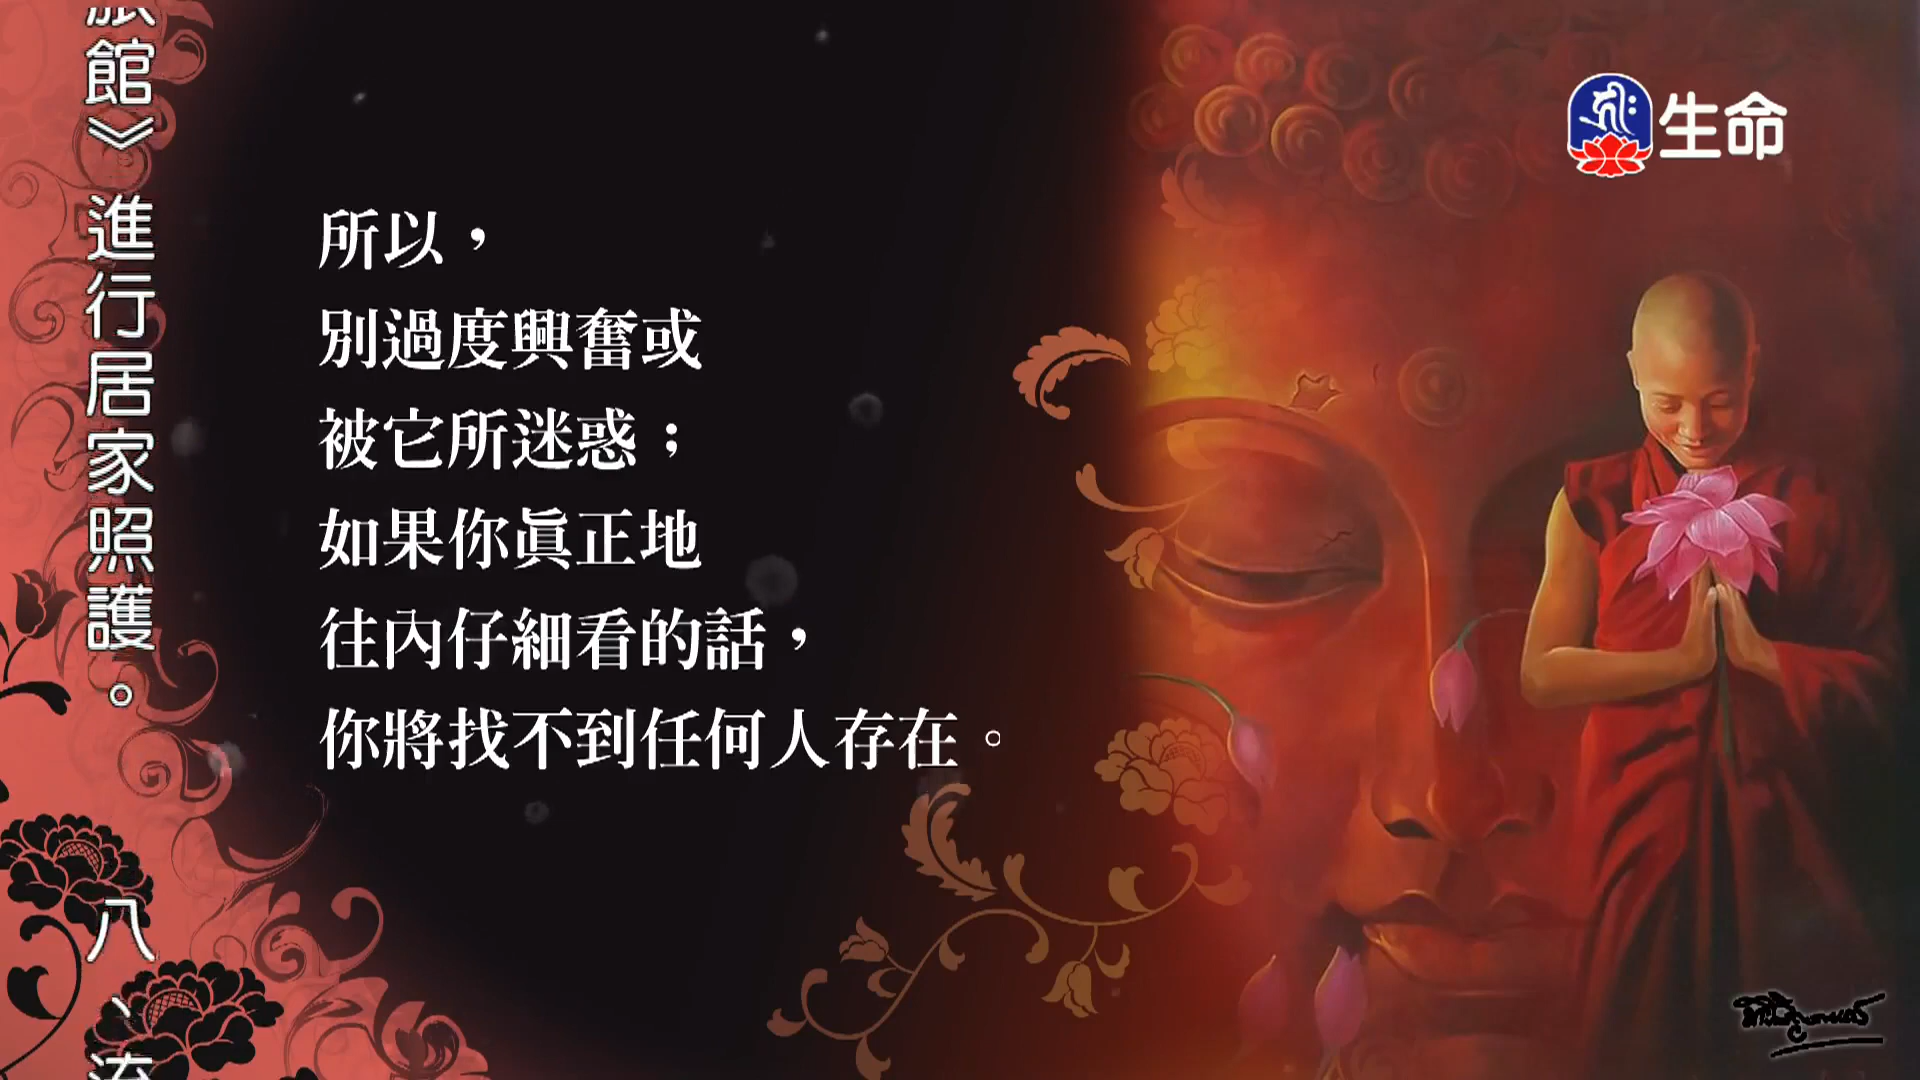 旅館》進行居家照護。 八、流
所以，
別過度興奮或
被它所迷惑；
如果你眞正地
往內仔細看的話，
你將找不到任何人存在。
生命